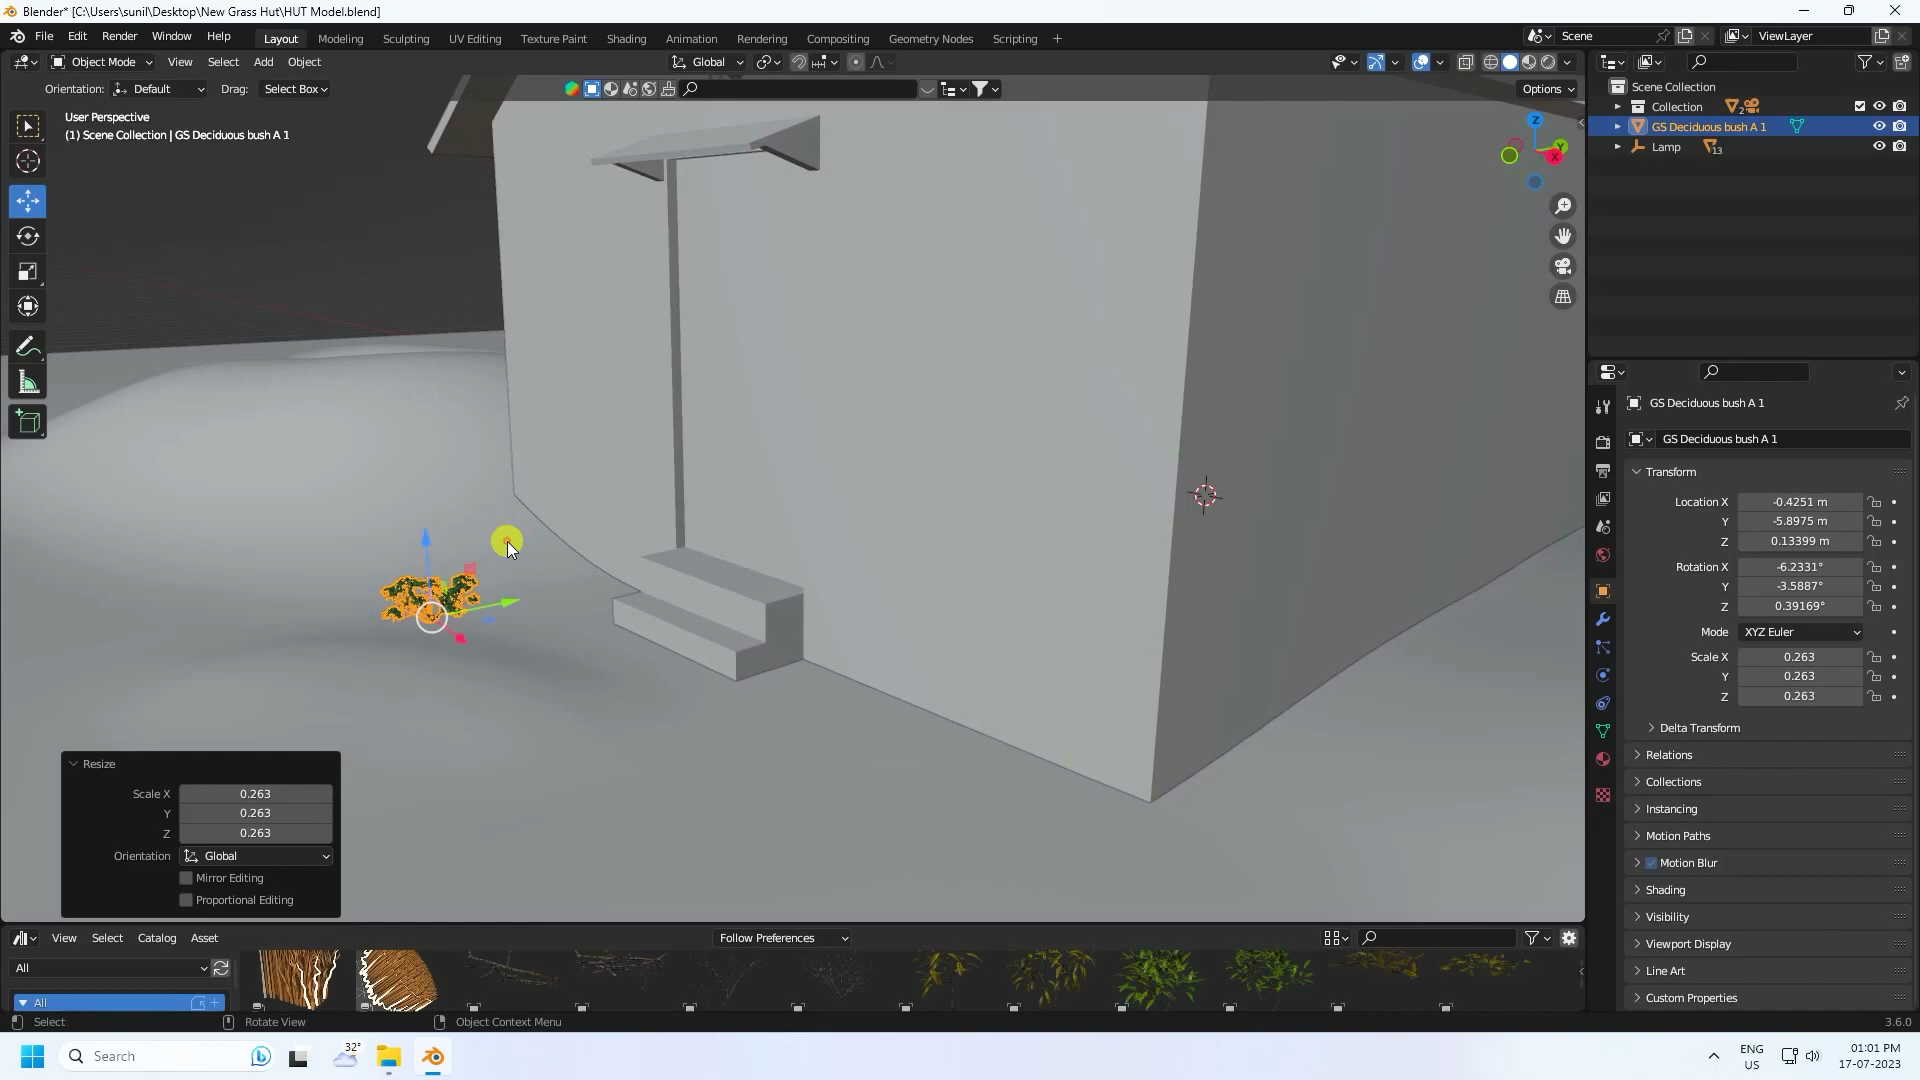 Blender* [C:\Users\sunil\Desktop\New Grass Hut\HUT Model.blend]
File Edit Render Window Help Layout Modeling Sculpting UV Editing Texture Paint Shading Animation Rendering Compositing Geometry Nodes Scripting + Scene ViewLayer
Object Mode View Select Add Object Global
Orientation: Default Drag: Select Box Options
User Perspective
(1) Scene Collection | GS Deciduous bush A 1
Z
Y
X
Scene Collection
Collection 2
GS Deciduous bush A 1
Lamp 13
GS Deciduous bush A 1
GS Deciduous bush A 1
Transform
Location X -0.4251 m
Y -5.8975 m
Z 0.13399 m
Rotation X -6.2331°
Y -3.5887°
Z 0.39169°
Mode XYZ Euler
Scale X 0.263
Y 0.263
Z 0.263
Delta Transform
Relations
Collections
Instancing
Motion Paths
Motion Blur
Shading
Visibility
Viewport Display
Line Art
Custom Properties
Resize
Scale X 0.263
Y 0.263
Z 0.263
Orientation Global
Mirror Editing
Proportional Editing
View Select Catalog Asset Follow Preferences
All
All
Select Rotate View Object Context Menu 3.6.0
Search 32° ENG US 01:01 PM 17-07-2023